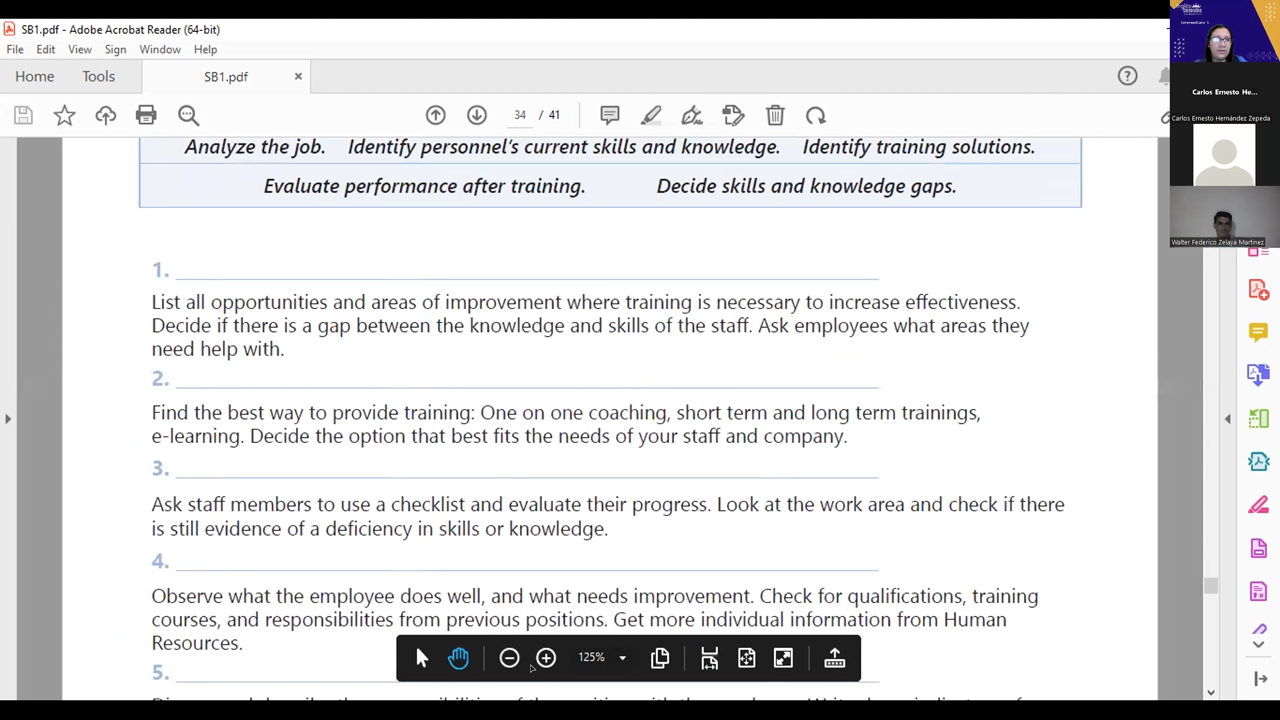 SB1.pdf - Adobe Acrobat Reader (64-bit)
File Edit View Sign Window Help
Home Tools SB1.pdf ×
34 / 41
Analyze the job. Identify personnel's current skills and knowledge. Identify training solutions.
Evaluate performance after training. Decide skills and knowledge gaps.
1.
List all opportunities and areas of improvement where training is necessary to increase effectiveness.
Decide if there is a gap between the knowledge and skills of the staff. Ask employees what areas they
need help with.
2.
Find the best way to provide training: One on one coaching, short term and long term trainings,
e-learning. Decide the option that best fits the needs of your staff and company.
3.
Ask staff members to use a checklist and evaluate their progress. Look at the work area and check if there
is still evidence of a deficiency in skills or knowledge.
4.
Observe what the employee does well, and what needs improvement. Check for qualifications, training
courses, and responsibilities from previous positions. Get more individual information from Human
Resources.
5.
125%
Intermediate 1
Carlos Ernesto He...
Carlos Ernesto Hernández Zepeda
Walter Federico Zelaya Martinez